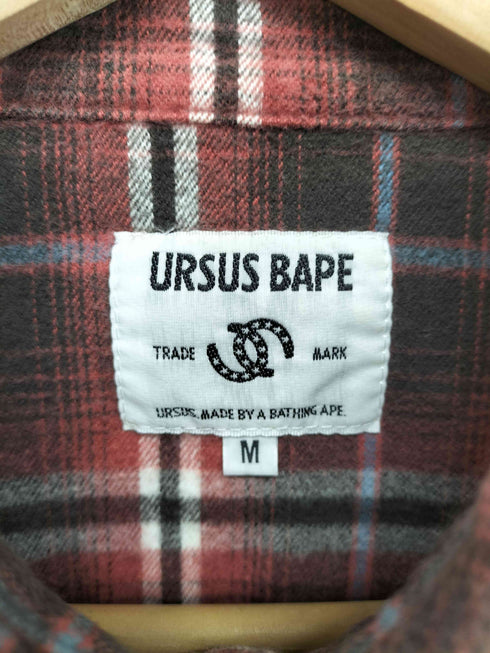 URSUS BAPE
TRADE MARK
URSUS. MADE BY A BATHING APE.
M